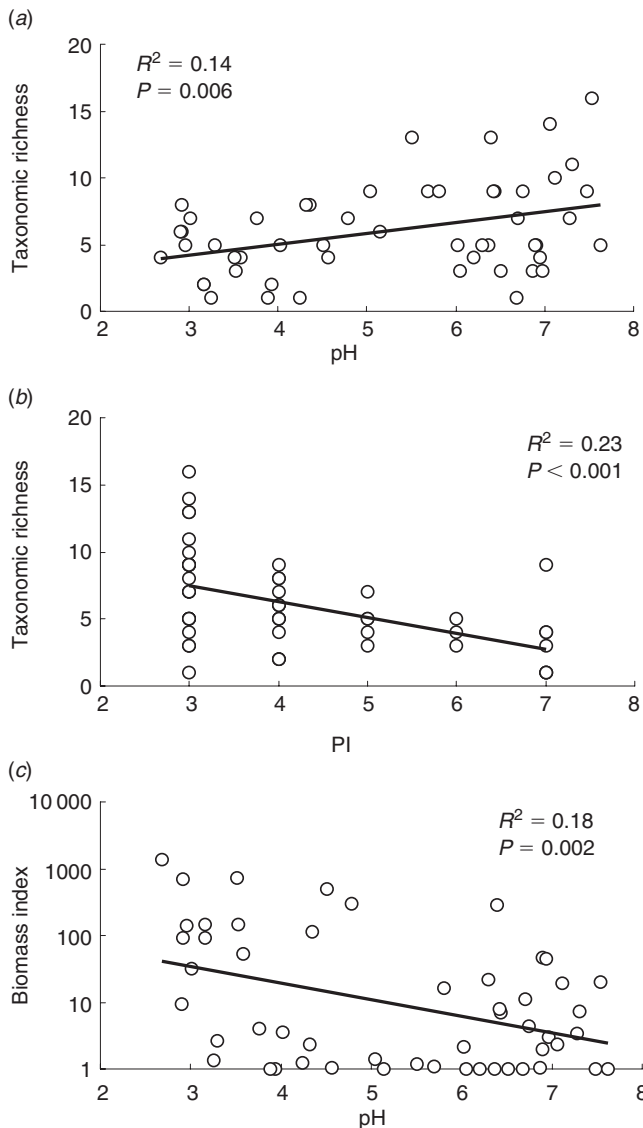 (a)
20
15
10
5
0
Taxonomic richness
R² = 0.14
P = 0.006
2 3 4 5 6 7 8
pH
(b)
20
15
10
5
0
Taxonomic richness
R² = 0.23
P < 0.001
2 3 4 5 6 7 8
PI
(c)
10 000
1000
100
10
1
Biomass index
R² = 0.18
P = 0.002
2 3 4 5 6 7 8
pH